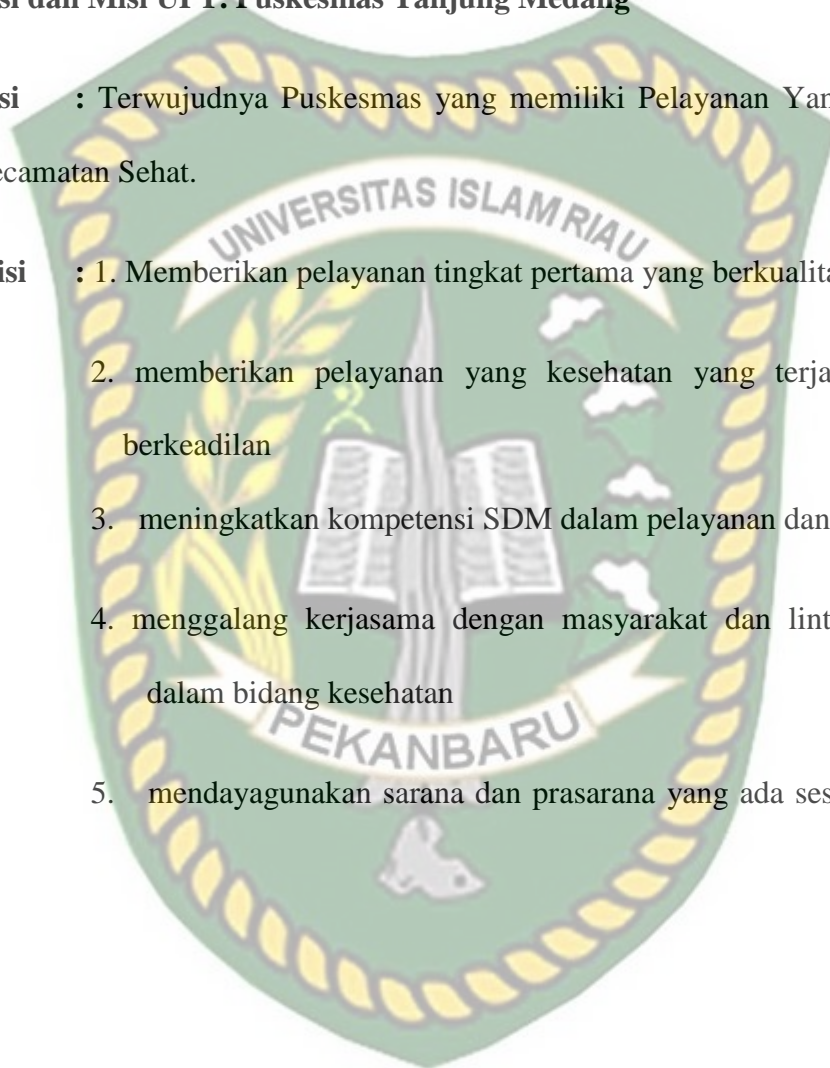 si dan Misi UPT. Puskesmas Tanjung Medang
si : Terwujudnya Puskesmas yang memiliki Pelayanan Yan
ecamatan Sehat.
UNIVERSITAS ISLAM RIAU
isi : 1. Memberikan pelayanan tingkat pertama yang berkualita
2. memberikan pelayanan yang kesehatan yang terja
berkeadilan
3. meningkatkan kompetensi SDM dalam pelayanan dan
4. menggalang kerjasama dengan masyarakat dan lint
dalam bidang kesehatan
PEKANBARU
5. mendayagunakan sarana dan prasarana yang ada ses